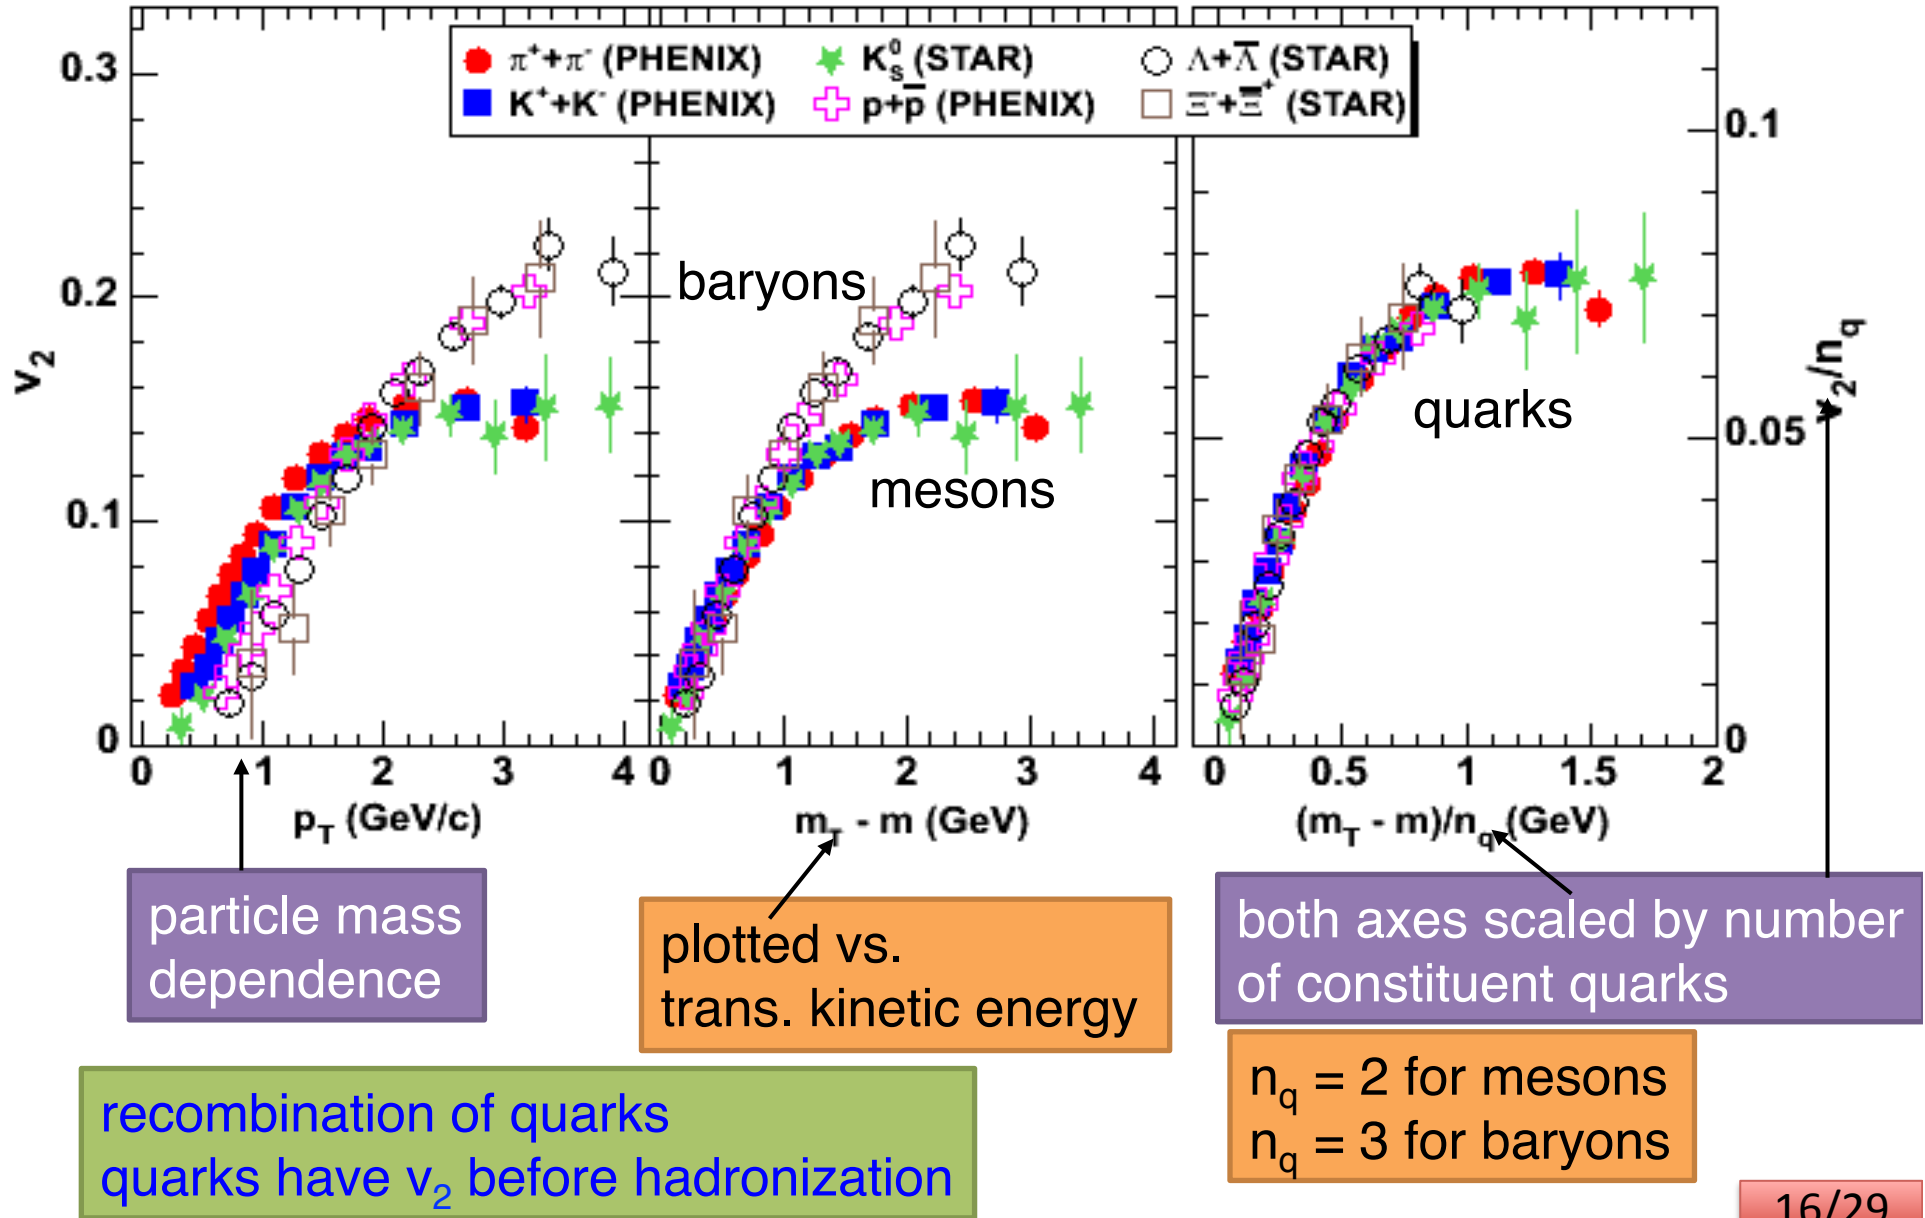 π⁺+π⁻ (PHENIX)
K⁺+K⁻ (PHENIX)
K⁰ₛ (STAR)
p+p̅ (PHENIX)
Λ+Λ̅ (STAR)
Ξ⁻+Ξ̅⁺ (STAR)
v₂
0.3
0.2
0.1
0
baryons
mesons
quarks
0.1
0.05
0
v₂/n_q
0 1 2 3 4
0 1 2 3 4
0 0.5 1 1.5 2
p_T (GeV/c)
m_T - m (GeV)
(m_T - m)/n_q (GeV)
particle mass
dependence
plotted vs.
trans. kinetic energy
both axes scaled by number
of constituent quarks
n_q = 2 for mesons
n_q = 3 for baryons
recombination of quarks
quarks have v₂ before hadronization
16/29